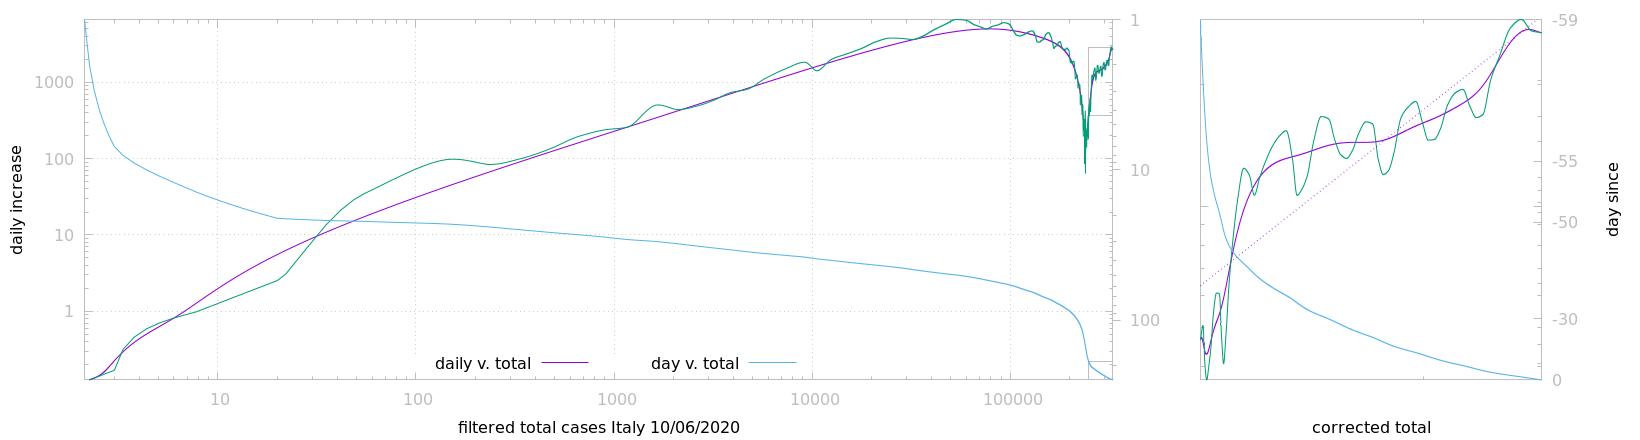 daily increase
1000
100
10
1
10
100
1000
10000
100000
daily v. total
day v. total
filtered total cases Italy 10/06/2020
1
10
100
-59
-55
-50
-30
0
day since
corrected total